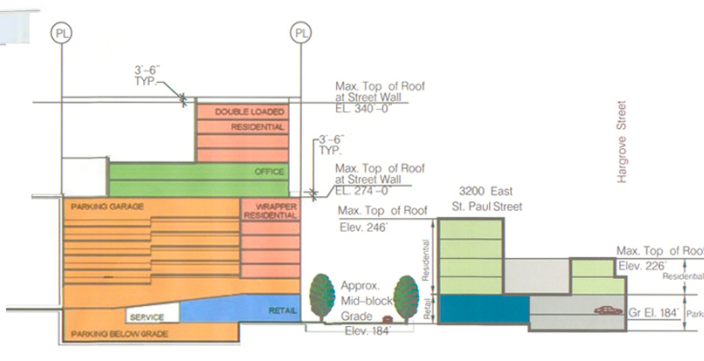 PL
PL
3'-6"
TYP.
Max. Top of Roof
at Street Wall
EL. 340'-0"
DOUBLE LOADED
RESIDENTIAL
3'-6"
TYP.
OFFICE
Max. Top of Roof
at Street Wall
EL. 274'-0"
Hargrove Street
3200 East
St. Paul Street
PARKING GARAGE
WRAPPER
RESIDENTIAL
Max. Top of Roof
Elev. 246'
Residential
Max. Top of Roof
Elev. 226'
Residential
Approx.
Mid-block
Grade
Elev. 184'
Retail
Gr El. 184'
Park
SERVICE
RETAIL
PARKING BELOW GRADE